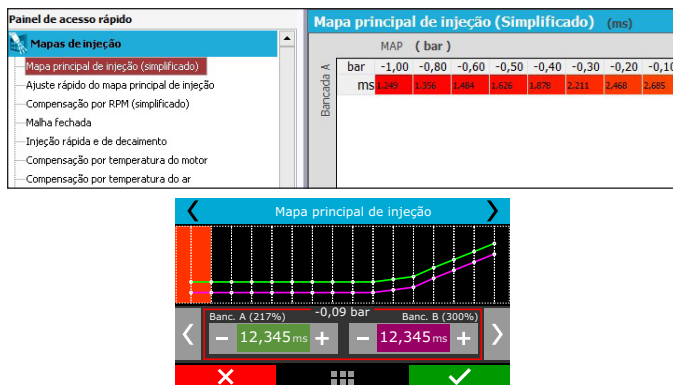 Painel de acesso rápido
Mapas de injeção
Mapa principal de injeção (simplificado)
Ajuste rápido do mapa principal de injeção
Compensação por RPM (simplificado)
Malha fechada
Injeção rápida e de decaimento
Compensação por temperatura do motor
Compensação por temperatura do ar
Mapa principal de injeção (Simplificado) (ms)
MAP ( bar )
Bancada A
bar -1,00 -0,80 -0,60 -0,50 -0,40 -0,30 -0,20 -0,10
ms 1.249 1.356 1.484 1.626 1.878 2.211 2.468 2.685
Mapa principal de injeção
Banc. A (217%) -0,09 bar Banc. B (300%)
- 12,345 ms + - 12,345 ms +